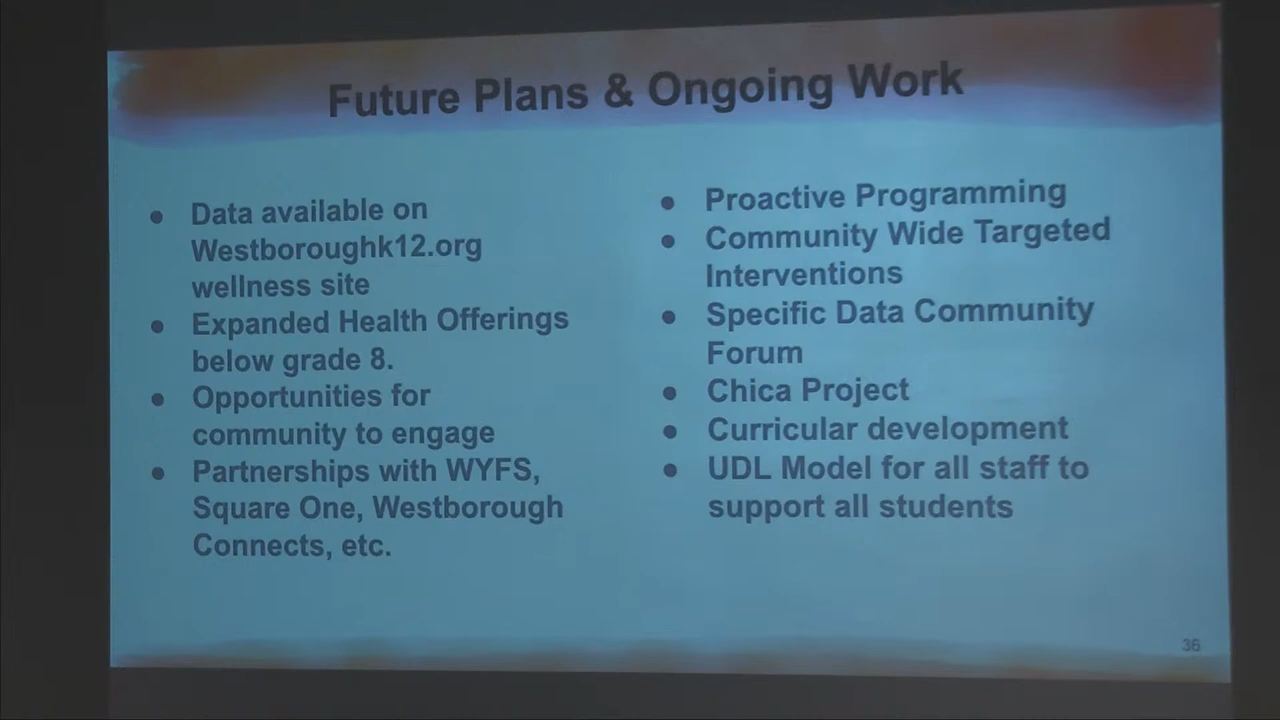 Future Plans & Ongoing Work
● Data available on
Westboroughk12.org
wellness site
● Expanded Health Offerings
below grade 8.
● Opportunities for
community to engage
● Partnerships with WYFS,
Square One, Westborough
Connects, etc.
● Proactive Programming
● Community Wide Targeted
Interventions
● Specific Data Community
Forum
● Chica Project
● Curricular development
● UDL Model for all staff to
support all students
36